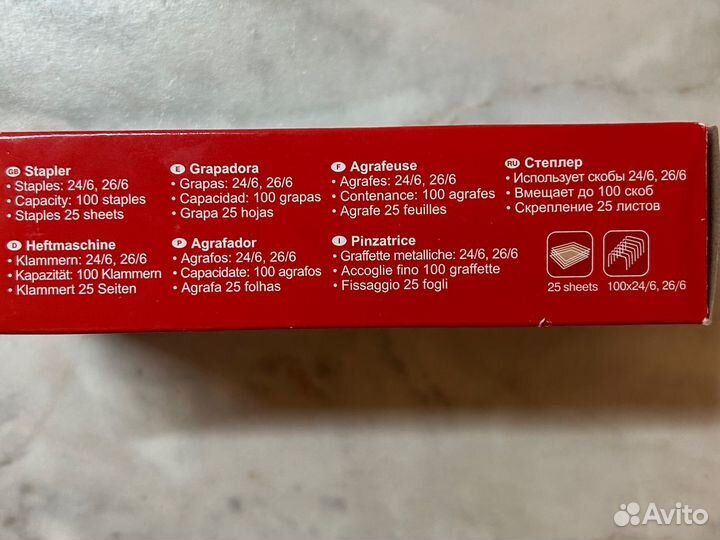 GB Stapler
• Staples: 24/6, 26/6
• Capacity: 100 staples
• Staples 25 sheets
E Grapadora
• Grapas: 24/6, 26/6
• Capacidad: 100 grapas
• Grapa 25 hojas
F Agrafeuse
• Agrafes: 24/6, 26/6
• Contenance: 100 agrafes
• Agrafe 25 feuilles
RU Степлер
• Использует скобы 24/6, 26/6
• Вмещает до 100 скоб
• Скрепление 25 листов
D Heftmaschine
• Klammern: 24/6, 26/6
• Kapazität: 100 Klammern
• Klammert 25 Seiten
P Agrafador
• Agrafos: 24/6, 26/6
• Capacidate: 100 agrafos
• Agrafa 25 folhas
I Pinzatrice
• Graffette metalliche: 24/6, 26/6
• Accoglie fino 100 graffette
• Fissaggio 25 fogli
25 sheets
100x24/6, 26/6
Avito